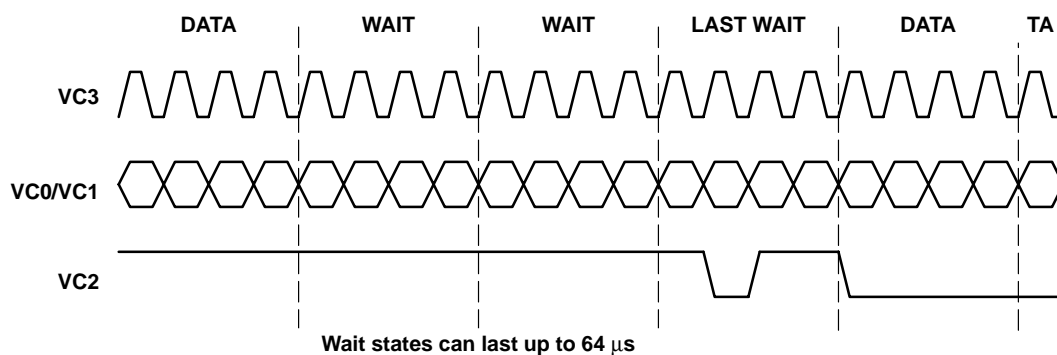 DATA WAIT WAIT LAST WAIT DATA TA
VC3
VC0/VC1
VC2
Wait states can last up to 64 μs